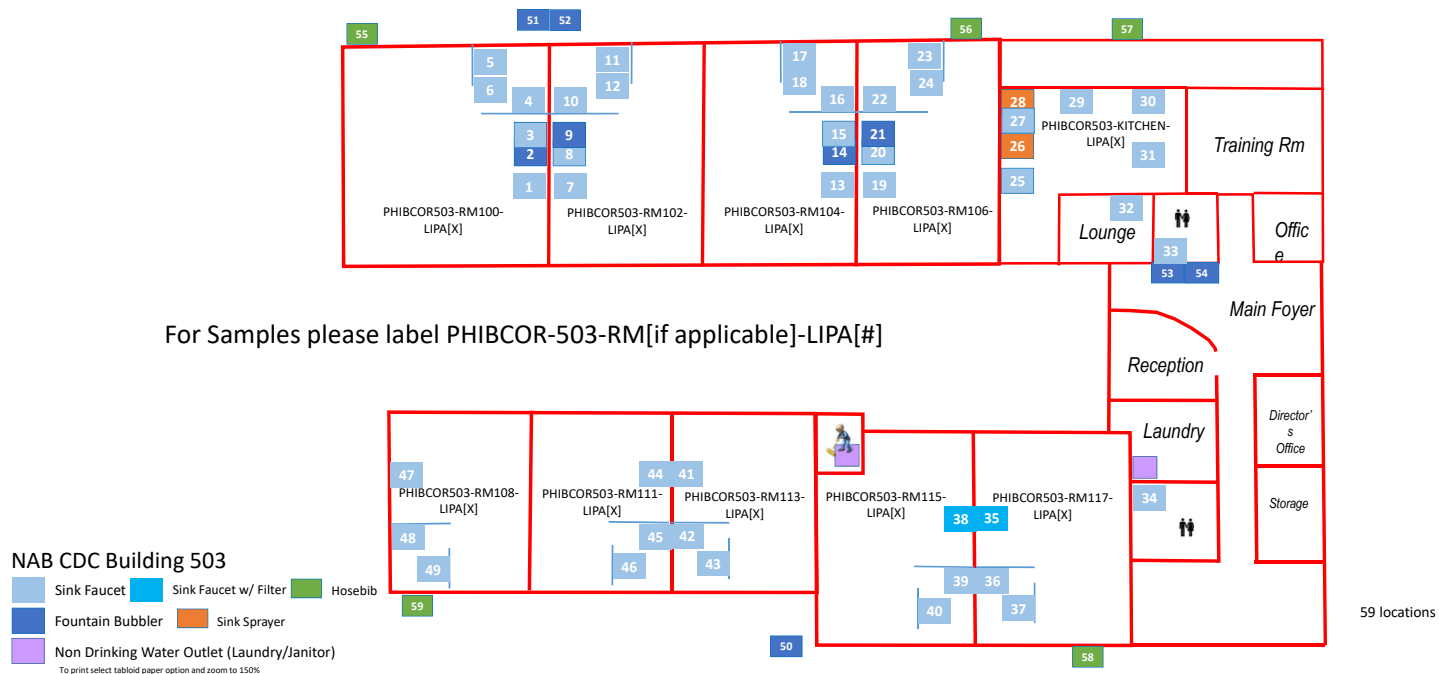 51 52
55
56
57
5
11
17
23
6
12
18
24
4
10
16
22
28
29
30
3
9
15
21
27
PHIBCOR503-KITCHEN-
LIPA[X]
2
8
14
20
26
31
Training Rm
1
7
13
19
25
PHIBCOR503-RM100-
LIPA[X]
PHIBCOR503-RM102-
LIPA[X]
PHIBCOR503-RM104-
LIPA[X]
PHIBCOR503-RM106-
LIPA[X]
32
Lounge
33
Offic
e
53 54
Main Foyer
For Samples please label PHIBCOR-503-RM[if applicable]-LIPA[#]
Reception
Director'
s
Office
Laundry
47
44 41
PHIBCOR503-RM108-
LIPA[X]
PHIBCOR503-RM111-
LIPA[X]
PHIBCOR503-RM113-
LIPA[X]
PHIBCOR503-RM115-
LIPA[X]
PHIBCOR503-RM117-
LIPA[X]
34
Storage
38 35
48
45 42
49
46
43
39 36
40
37
59
50
58
59 locations
NAB CDC Building 503
Sink Faucet
Sink Faucet w/ Filter
Hosebib
Fountain Bubbler
Sink Sprayer
Non Drinking Water Outlet (Laundry/Janitor)
To print select tabloid paper option and zoom to 150%